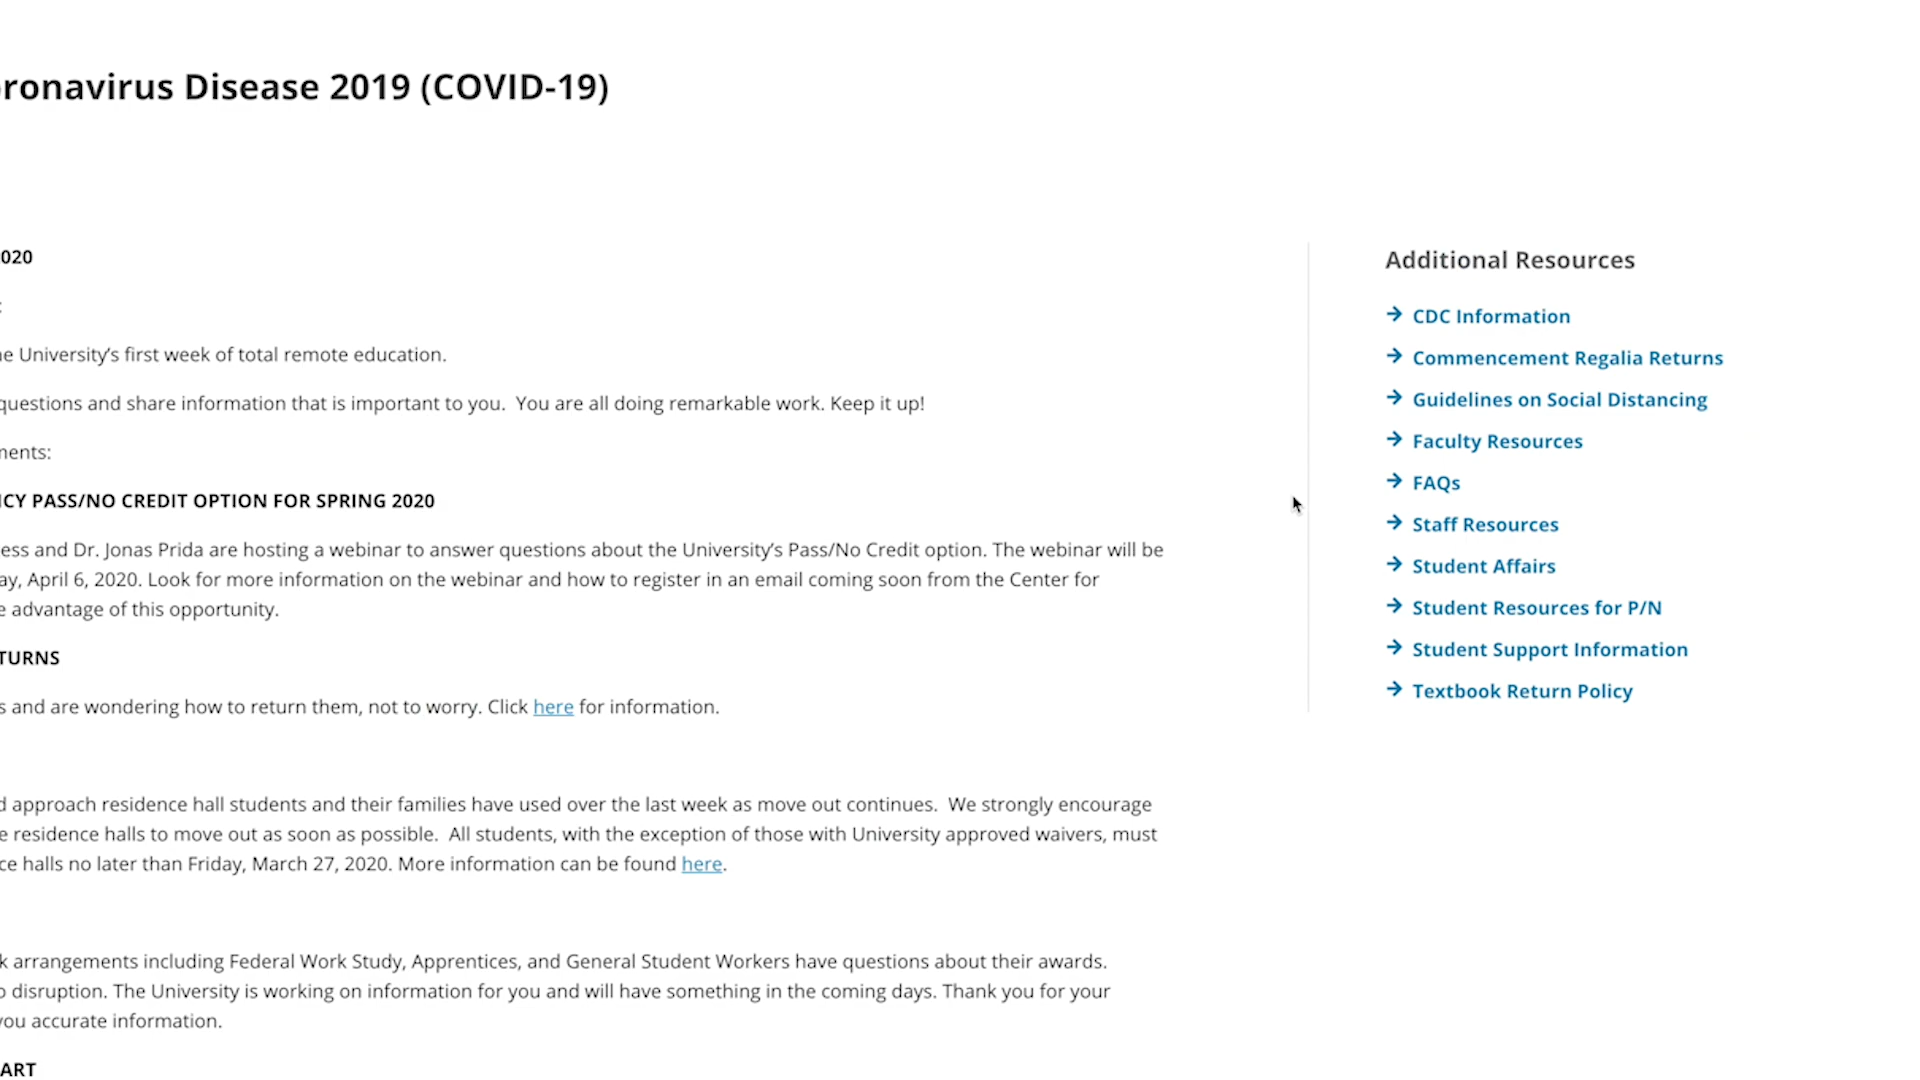 ronavirus Disease 2019 (COVID-19)
020
:
e University's first week of total remote education.
questions and share information that is important to you.  You are all doing remarkable work. Keep it up!
nents:
ICY PASS/NO CREDIT OPTION FOR SPRING 2020
ess and Dr. Jonas Prida are hosting a webinar to answer questions about the University's Pass/No Credit option. The webinar will be
ay, April 6, 2020. Look for more information on the webinar and how to register in an email coming soon from the Center for
e advantage of this opportunity.
TURNS
s and are wondering how to return them, not to worry. Click here for information.
d approach residence hall students and their families have used over the last week as move out continues.  We strongly encourage
e residence halls to move out as soon as possible.  All students, with the exception of those with University approved waivers, must
ce halls no later than Friday, March 27, 2020. More information can be found here.
k arrangements including Federal Work Study, Apprentices, and General Student Workers have questions about their awards.
o disruption. The University is working on information for you and will have something in the coming days. Thank you for your
you accurate information.
ART
Additional Resources
CDC Information
Commencement Regalia Returns
Guidelines on Social Distancing
Faculty Resources
FAQs
Staff Resources
Student Affairs
Student Resources for P/N
Student Support Information
Textbook Return Policy